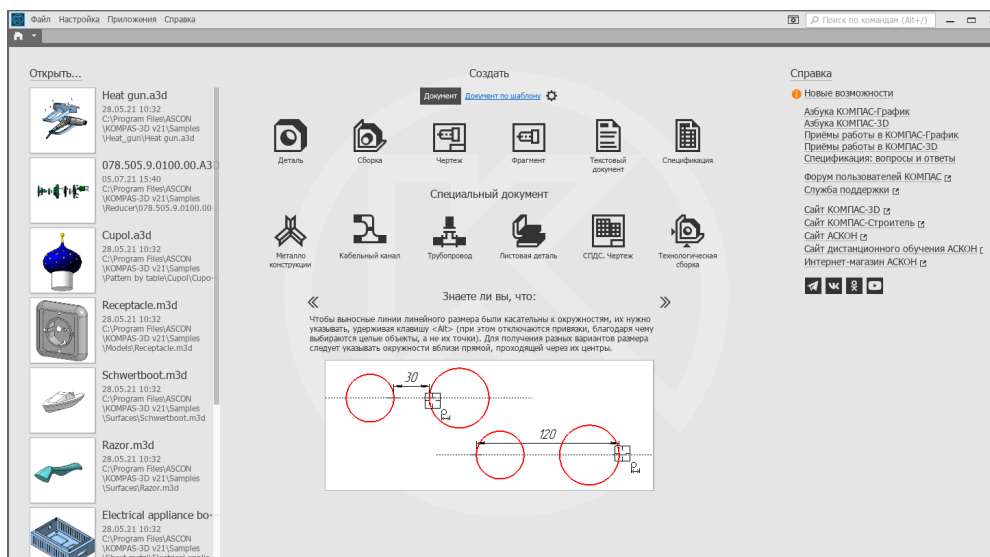 Файл Настройка Приложения Справка
Поиск по командам (Alt+/)
Открыть...
Heat gun.a3d
28.05.21 10:32
C:\Program Files\ASCON
\KOMPAS-3D v21\Samples
\Heat_gun\Heat gun.a3d
078.505.9.0100.00.A3D
05.07.21 15:40
C:\Program Files\ASCON
\KOMPAS-3D v21\Samples
\Reducer\078.505.9.0100.00···
Cupol.a3d
28.05.21 10:32
C:\Program Files\ASCON
\KOMPAS-3D v21\Samples
\Pattern by table\Cupol\Cupo···
Receptacle.m3d
28.05.21 10:32
C:\Program Files\ASCON
\KOMPAS-3D v21\Samples
\Models\Receptacle.m3d
Schwertboot.m3d
28.05.21 10:32
C:\Program Files\ASCON
\KOMPAS-3D v21\Samples
\Surfaces\Schwertboot.m3d
Razor.m3d
28.05.21 10:32
C:\Program Files\ASCON
\KOMPAS-3D v21\Samples
\Surfaces\Razor.m3d
Electrical appliance bo···
28.05.21 10:32
C:\Program Files\ASCON
\KOMPAS-3D v21\Samples
Создать
Документ Документ по шаблону
Деталь
Сборка
Чертеж
Фрагмент
Текстовый
документ
Спецификация
Специальный документ
Металло
конструкции
Кабельный канал
Трубопровод
Листовая деталь
СПДС. Чертеж
Технологическая
сборка
Знаете ли вы, что:
Чтобы выносные линии линейного размера были касательны к окружностям, их нужно
указывать, удерживая клавишу <Alt> (при этом отключаются привязки, благодаря чему
выбираются целые объекты, а не их точки). Для получения разных вариантов размера
следует указывать окружности вблизи прямой, проходящей через их центры.
30
120
Справка
Новые возможности
Азбука КОМПАС-График
Азбука КОМПАС-3D
Приёмы работы в КОМПАС-График
Приёмы работы в КОМПАС-3D
Спецификация: вопросы и ответы
Форум пользователей КОМПАС
Служба поддержки
Сайт КОМПАС-3D
Сайт КОМПАС-Строитель
Сайт АСКОН
Сайт дистанционного обучения АСКОН
Интернет-магазин АСКОН